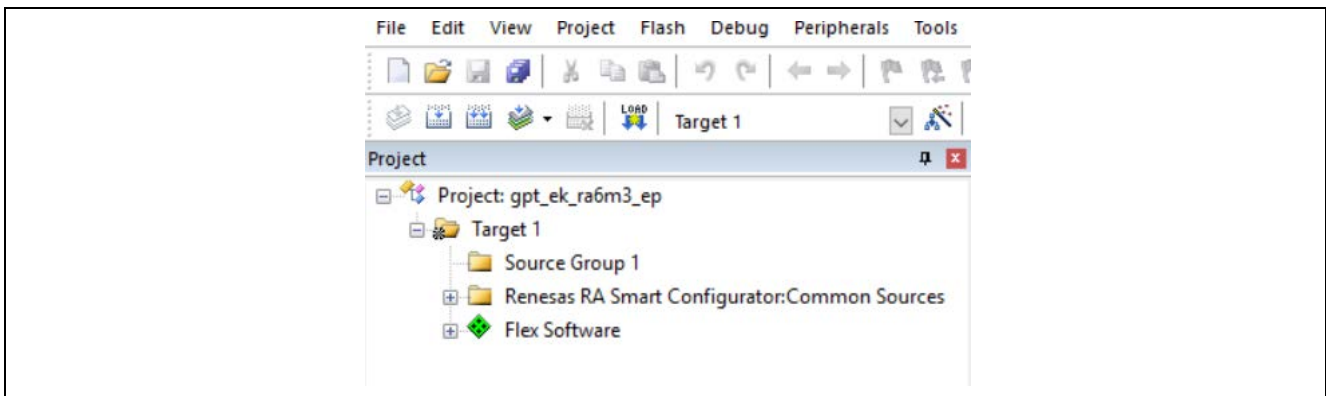 File Edit View Project Flash Debug Peripherals Tools
LOAD Target 1
Project
Project: gpt_ek_ra6m3_ep
Target 1
Source Group 1
Renesas RA Smart Configurator:Common Sources
Flex Software